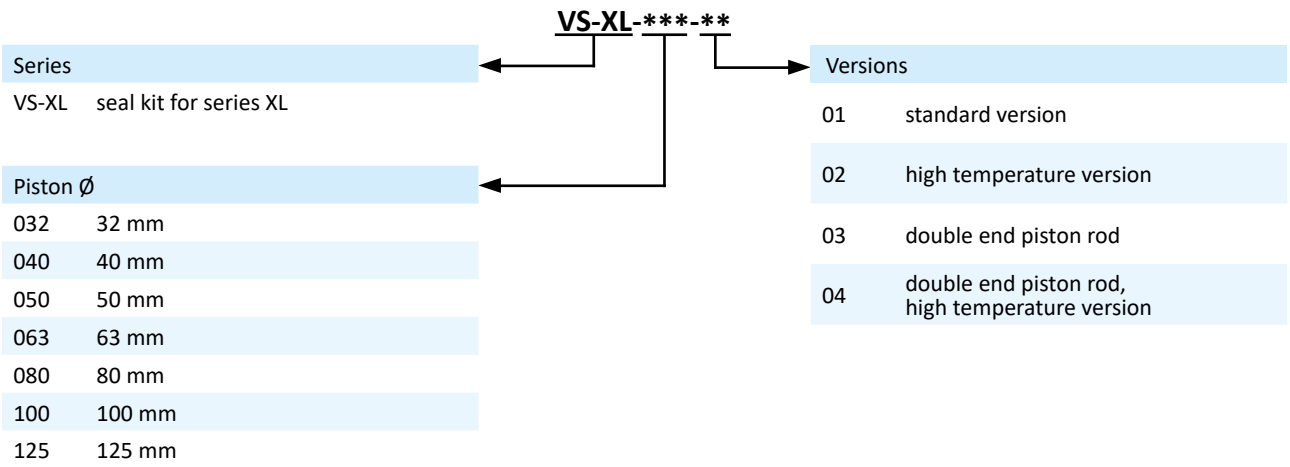 VS-XL-***-**
Series
VS-XL seal kit for series XL
Piston Ø
032 32 mm
040 40 mm
050 50 mm
063 63 mm
080 80 mm
100 100 mm
125 125 mm
Versions
01 standard version
02 high temperature version
03 double end piston rod
04 double end piston rod,
high temperature version